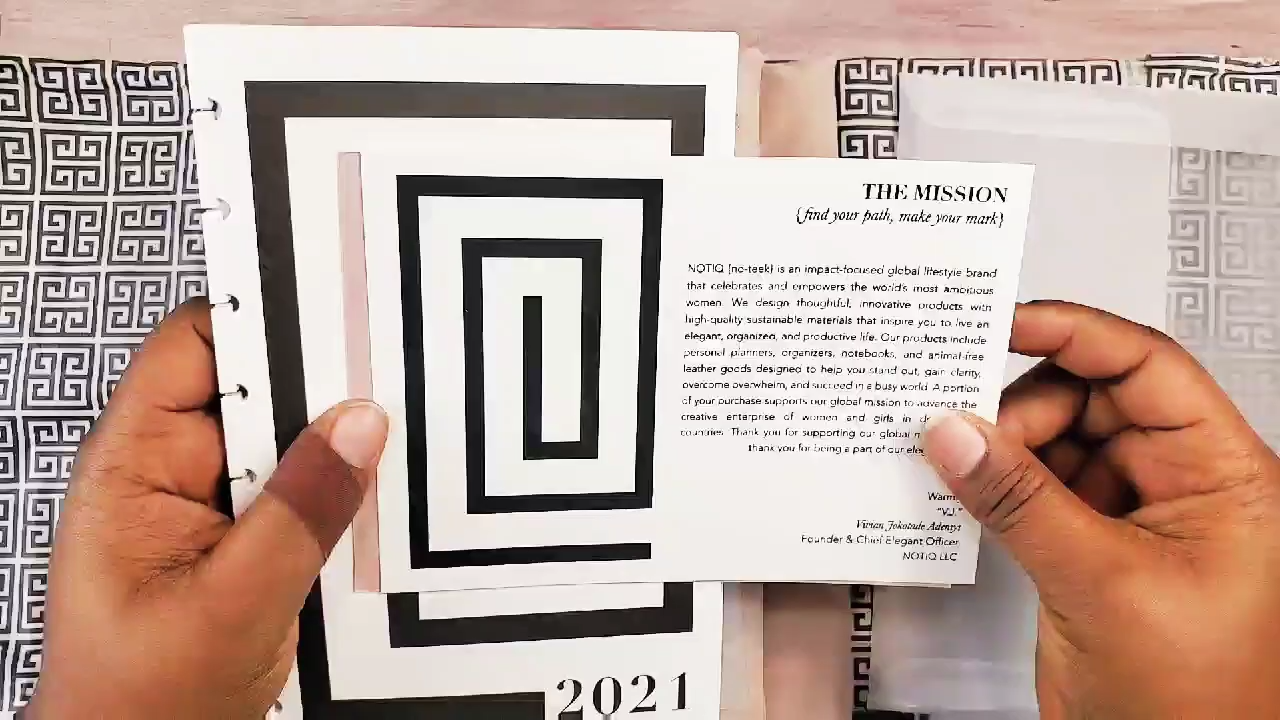 THE MISSION
{find your path, make your mark}
NOTIQ (no-teek) is an impact-focused global lifestyle brand
that celebrates and empowers the world's most ambitious
women. We design thoughtful, innovative products with
high-quality sustainable materials that inspire you to live an
elegant, organized, and productive life. Our products include
personal planners, organizers, notebooks, and animal-free
leather goods designed to help you stand out, gain clarity,
overcome overwhelm, and succeed in a busy world. A portion
of your purchase supports our global mission to advance the
creative enterprise of women and girls in
countries. Thank you for supporting our global
thank you for being a part of our
"V.J."
Founder & Chief Elegant Officer
NOTIQ LLC
2021